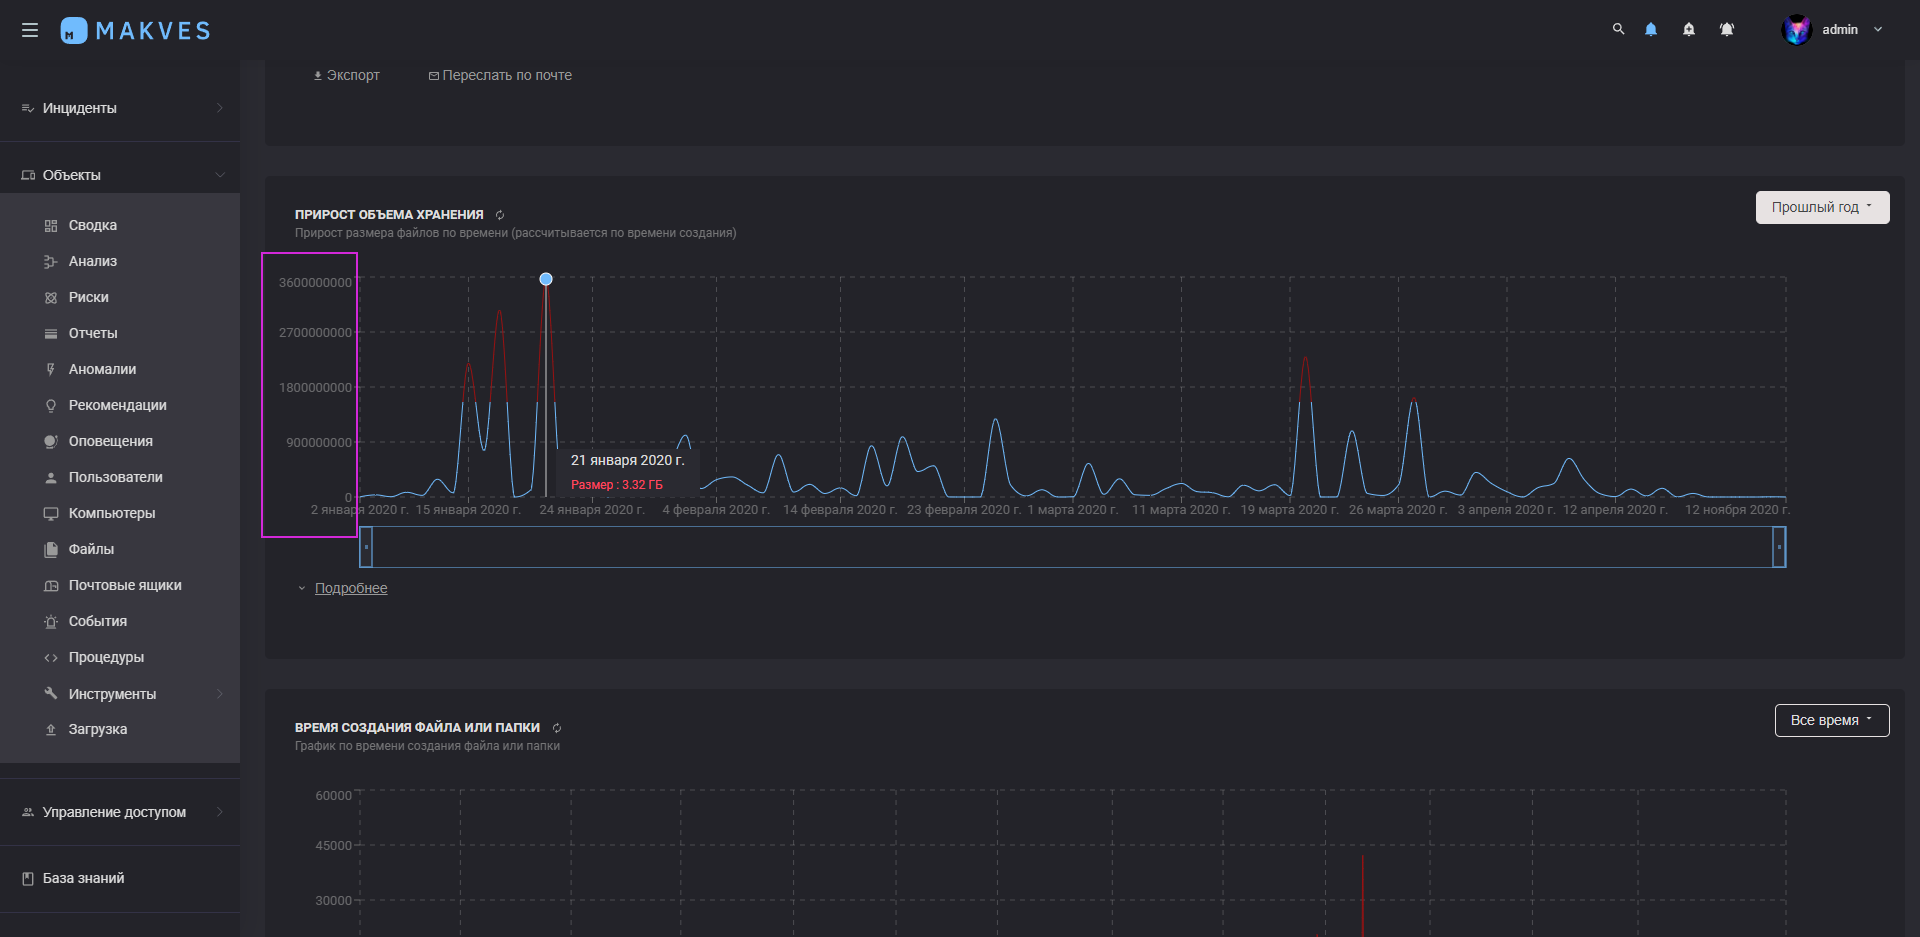 MAKVES
admin
Экспорт
Переслать по почте
Инциденты
Объекты
Сводка
Анализ
Риски
Отчеты
Аномалии
Рекомендации
Оповещения
Пользователи
Компьютеры
Файлы
Почтовые ящики
События
Процедуры
Инструменты
Загрузка
Управление доступом
База знаний
ПРИРОСТ ОБЪЕМА ХРАНЕНИЯ
Прирост размера файлов по времени (рассчитывается по времени создания)
Прошлый год
3600000000
2700000000
1800000000
900000000
0
21 января 2020 г.
Размер : 3.32 ГБ
2 января 2020 г. 15 января 2020 г. 24 января 2020 г. 4 февраля 2020 г. 14 февраля 2020 г. 23 февраля 2020 г. 1 марта 2020 г. 11 марта 2020 г. 19 марта 2020 г. 26 марта 2020 г. 3 апреля 2020 г. 12 апреля 2020 г. 12 ноября 2020 г.
Подробнее
ВРЕМЯ СОЗДАНИЯ ФАЙЛА ИЛИ ПАПКИ
График по времени создания файла или папки
Все время
60000
45000
30000